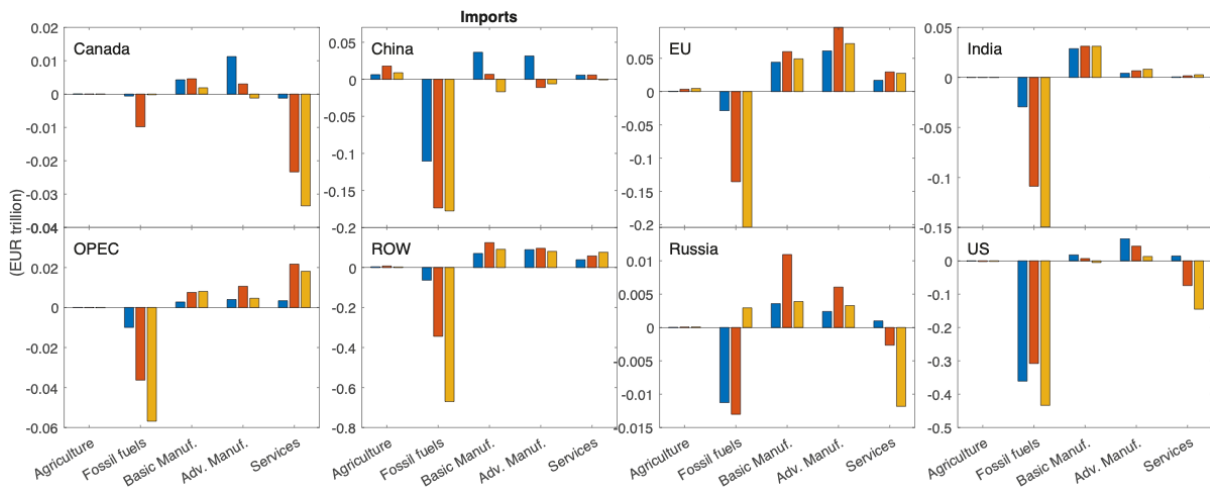 Imports
(EUR trillion)
Canada
0.02
0.01
0
-0.01
-0.02
-0.03
-0.04
China
0.05
0
-0.05
-0.1
-0.15
-0.2
EU
0.05
0
-0.05
-0.1
-0.15
-0.2
India
0.05
0
-0.05
-0.1
-0.15
OPEC
0.02
0
-0.02
-0.04
-0.06
ROW
0
-0.2
-0.4
-0.6
-0.8
Russia
0.01
0.005
0
-0.005
-0.01
-0.015
US
0
-0.1
-0.2
-0.3
-0.4
-0.5
Agriculture
Fossil fuels
Basic Manuf.
Adv. Manuf.
Services
Agriculture
Fossil fuels
Basic Manuf.
Adv. Manuf.
Services
Agriculture
Fossil fuels
Basic Manuf.
Adv. Manuf.
Services
Agriculture
Fossil fuels
Basic Manuf.
Adv. Manuf.
Services